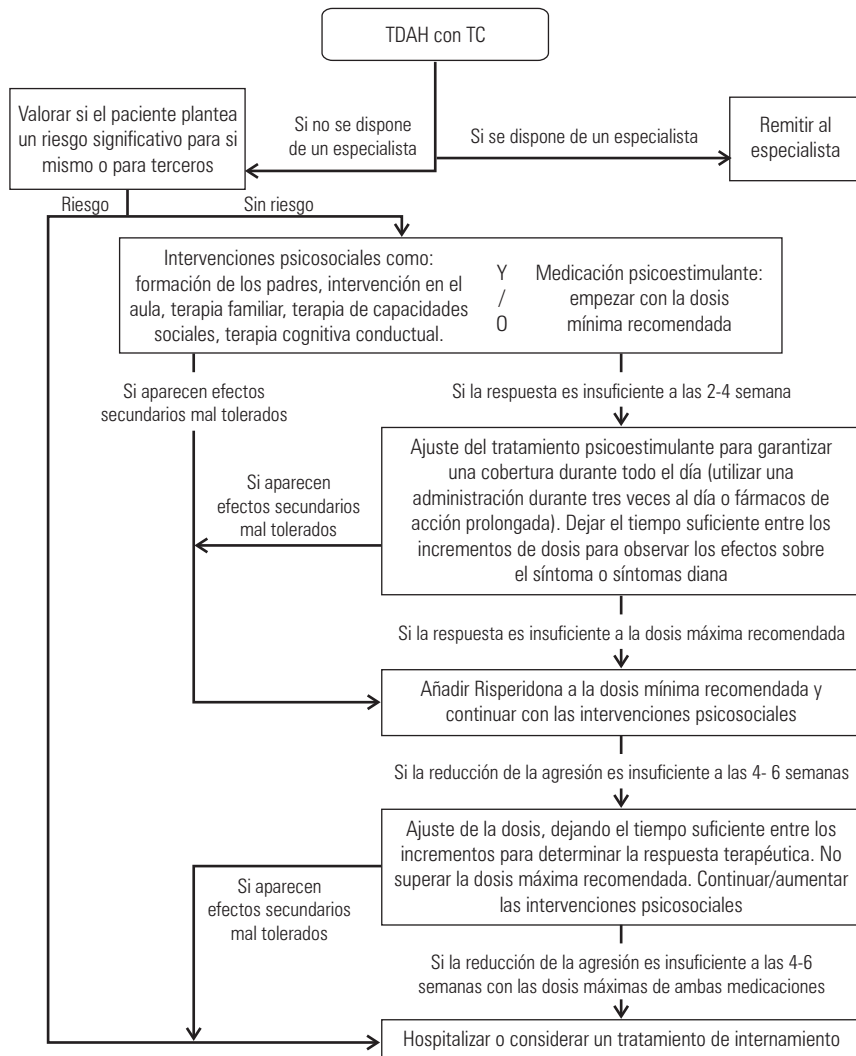 TDAH con TC
Valorar si el paciente plantea
un riesgo significativo para si
mismo o para terceros
Si no se dispone
de un especialista
Si se dispone de un especialista
Remitir al
especialista
Riesgo
Sin riesgo
Intervenciones psicosociales como:
formación de los padres, intervención en el
aula, terapia familiar, terapia de capacidades
sociales, terapia cognitiva conductual.
Y
/
O
Medicación psicoestimulante:
empezar con la dosis
mínima recomendada
Si aparecen efectos
secundarios mal tolerados
Si la respuesta es insuficiente a las 2-4 semana
Ajuste del tratamiento psicoestimulante para garantizar
una cobertura durante todo el día (utilizar una
administración durante tres veces al día o fármacos de
acción prolongada). Dejar el tiempo suficiente entre los
incrementos de dosis para observar los efectos sobre
el síntoma o síntomas diana
Si aparecen
efectos secundarios
mal tolerados
Si la respuesta es insuficiente a la dosis máxima recomendada
Añadir Risperidona a la dosis mínima recomendada y
continuar con las intervenciones psicosociales
Si la reducción de la agresión es insuficiente a las 4- 6 semanas
Ajuste de la dosis, dejando el tiempo suficiente entre los
incrementos para determinar la respuesta terapéutica. No
superar la dosis máxima recomendada. Continuar/aumentar
las intervenciones psicosociales
Si aparecen
efectos secundarios
mal tolerados
Si la reducción de la agresión es insuficiente a las 4-6
semanas con las dosis máximas de ambas medicaciones
Hospitalizar o considerar un tratamiento de internamiento